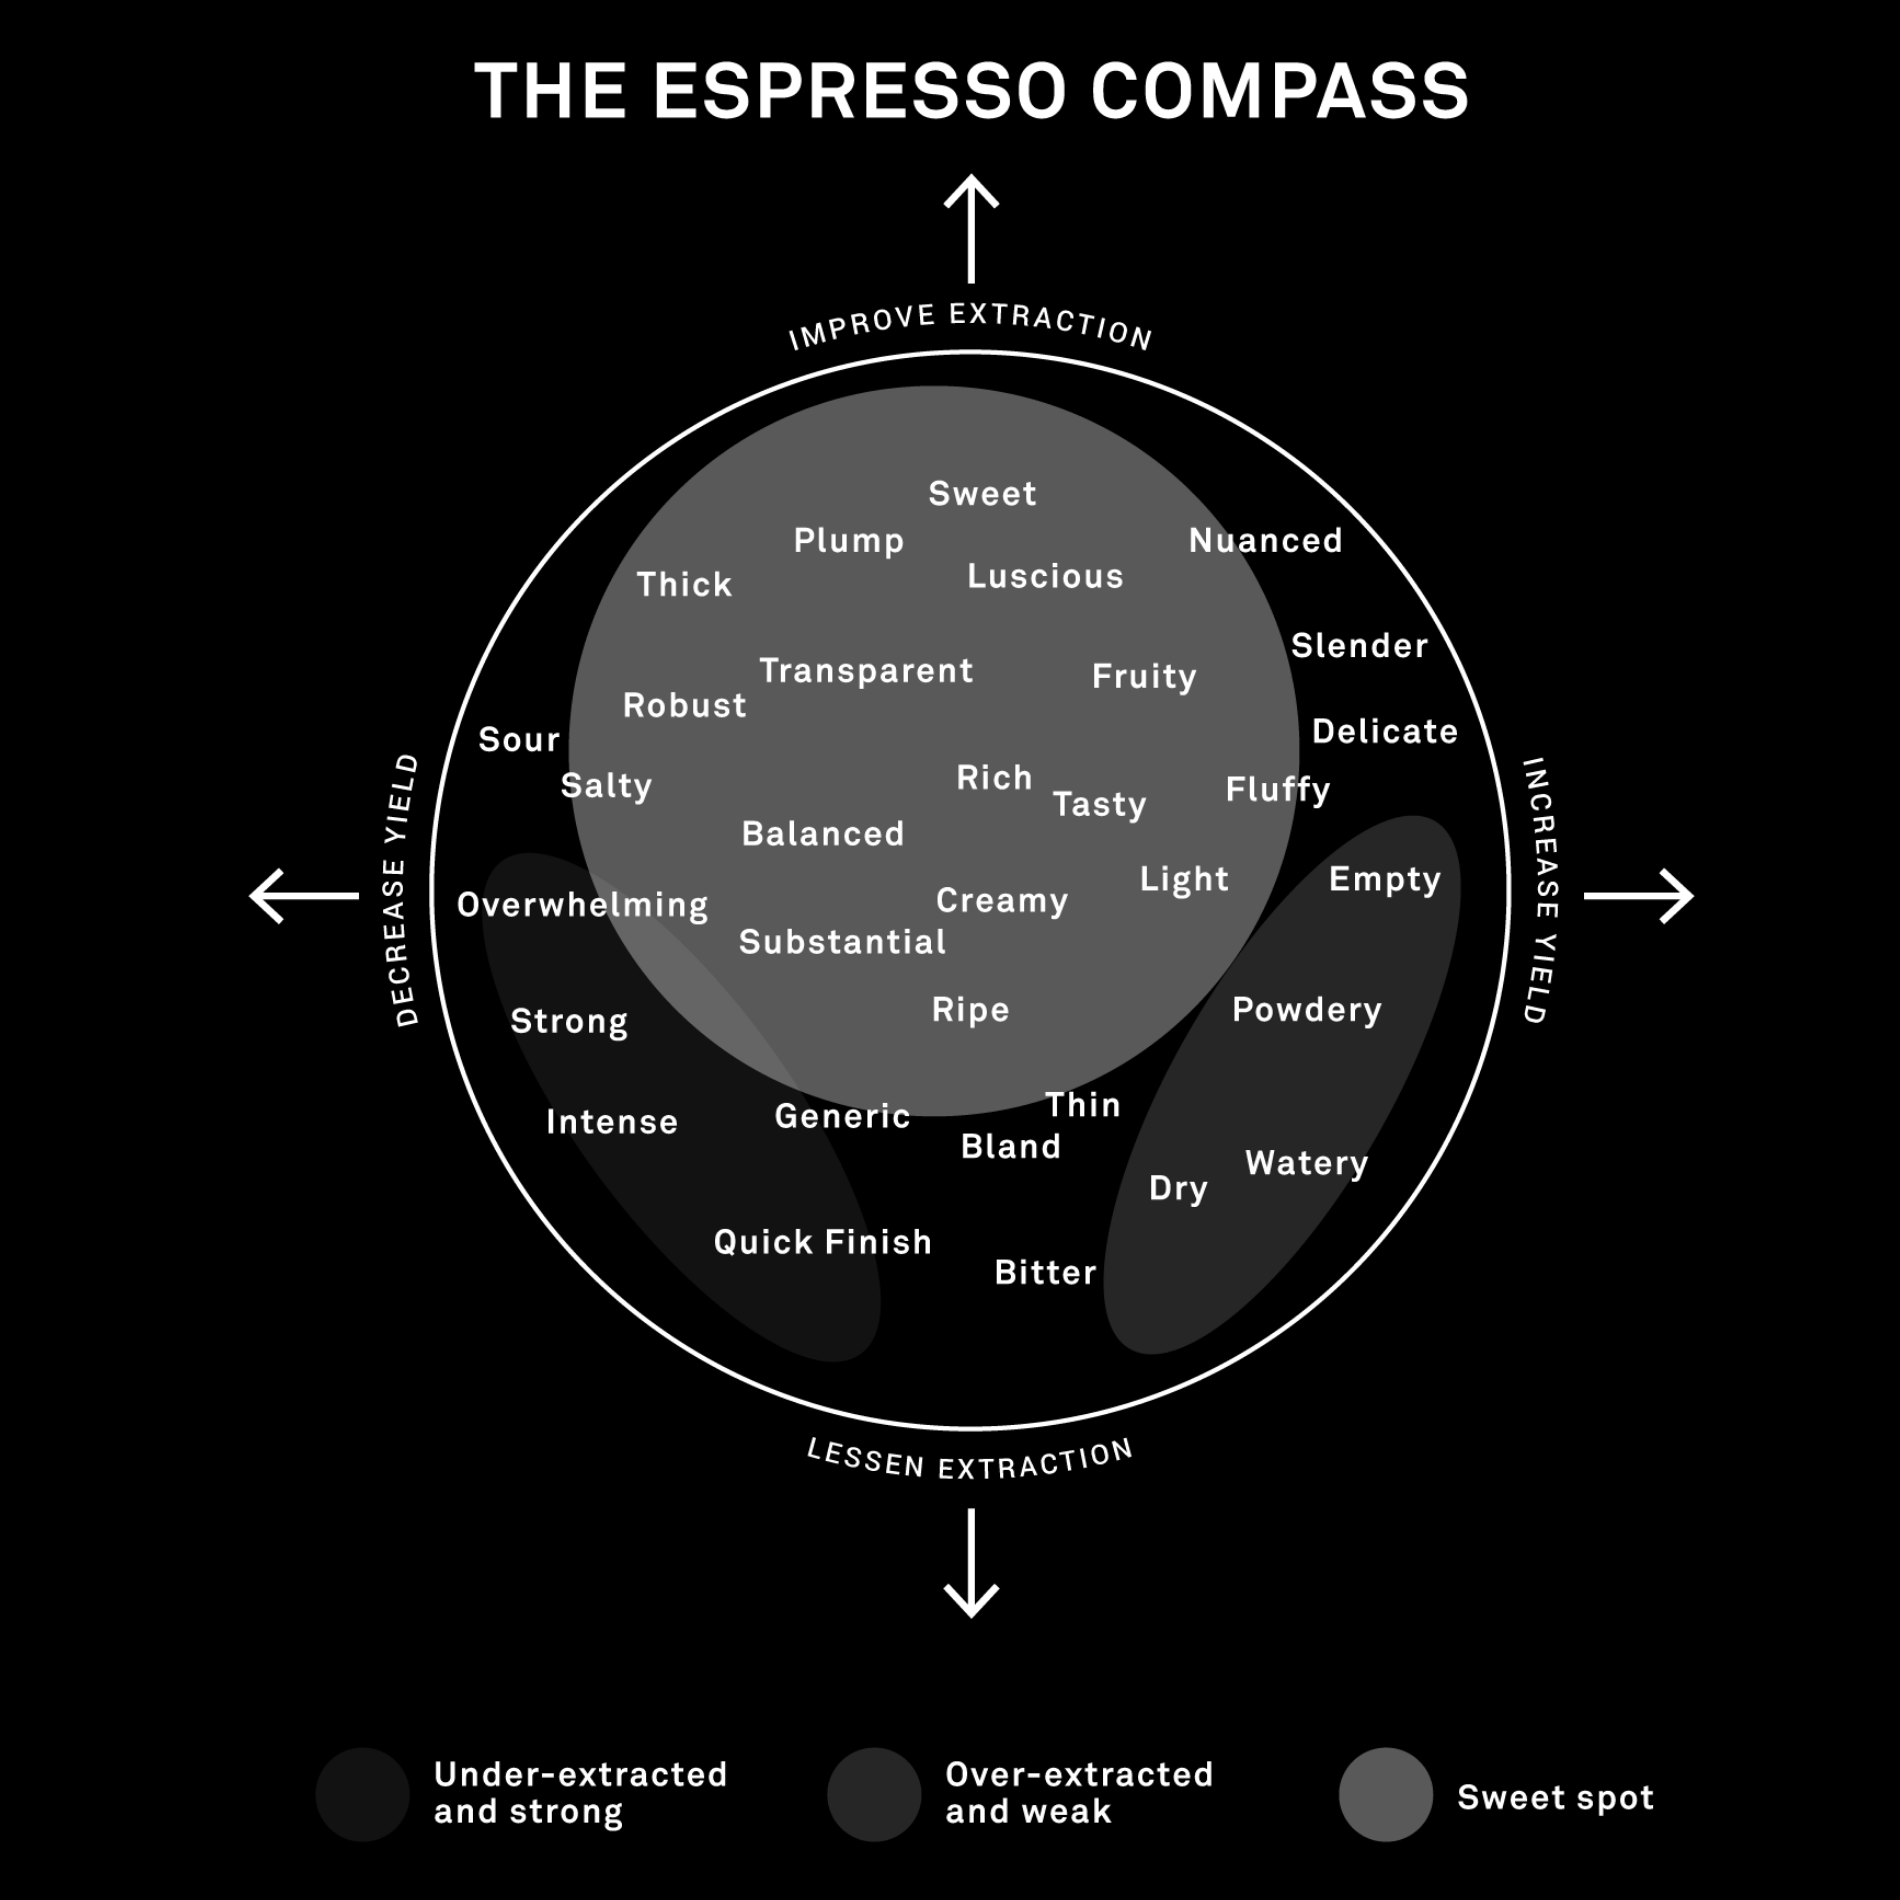 THE ESPRESSO COMPASS
IMPROVE EXTRACTION
Sweet
Plump
Nuanced
Luscious
Thick
Slender
Transparent
Fruity
Robust
Delicate
Sour
Rich
Salty
Fluffy
Tasty
Balanced
DECREASE YIELD
INCREASE YIELD
Light
Empty
Creamy
Overwhelming
Substantial
Ripe
Powdery
Strong
Thin
Generic
Intense
Bland
Watery
Dry
Quick Finish
Bitter
LESSEN EXTRACTION
Under-extracted
and strong
Over-extracted
and weak
Sweet spot